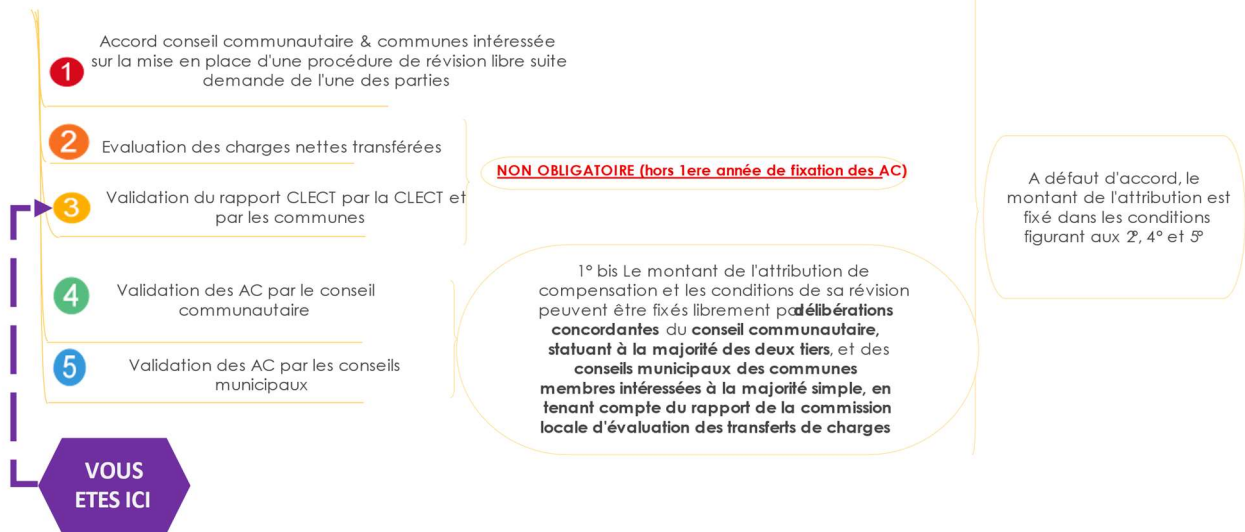 1
Accord conseil communautaire & communes intéressée
sur la mise en place d'une procédure de révision libre suite
demande de l'une des parties
2
Evaluation des charges nettes transférées
3
Validation du rapport CLECT par la CLECT et
par les communes
NON OBLIGATOIRE (hors 1ere année de fixation des AC)
4
Validation des AC par le conseil
communautaire
5
Validation des AC par les conseils
municipaux
1° bis Le montant de l'attribution de
compensation et les conditions de sa révision
peuvent être fixés librement par délibérations
concordantes du conseil communautaire,
statuant à la majorité des deux tiers, et des
conseils municipaux des communes
membres intéressées à la majorité simple, en
tenant compte du rapport de la commission
locale d'évaluation des transferts de charges
A défaut d'accord, le
montant de l'attribution est
fixé dans les conditions
figurant aux 2°, 4° et 5°
VOUS
ETES ICI